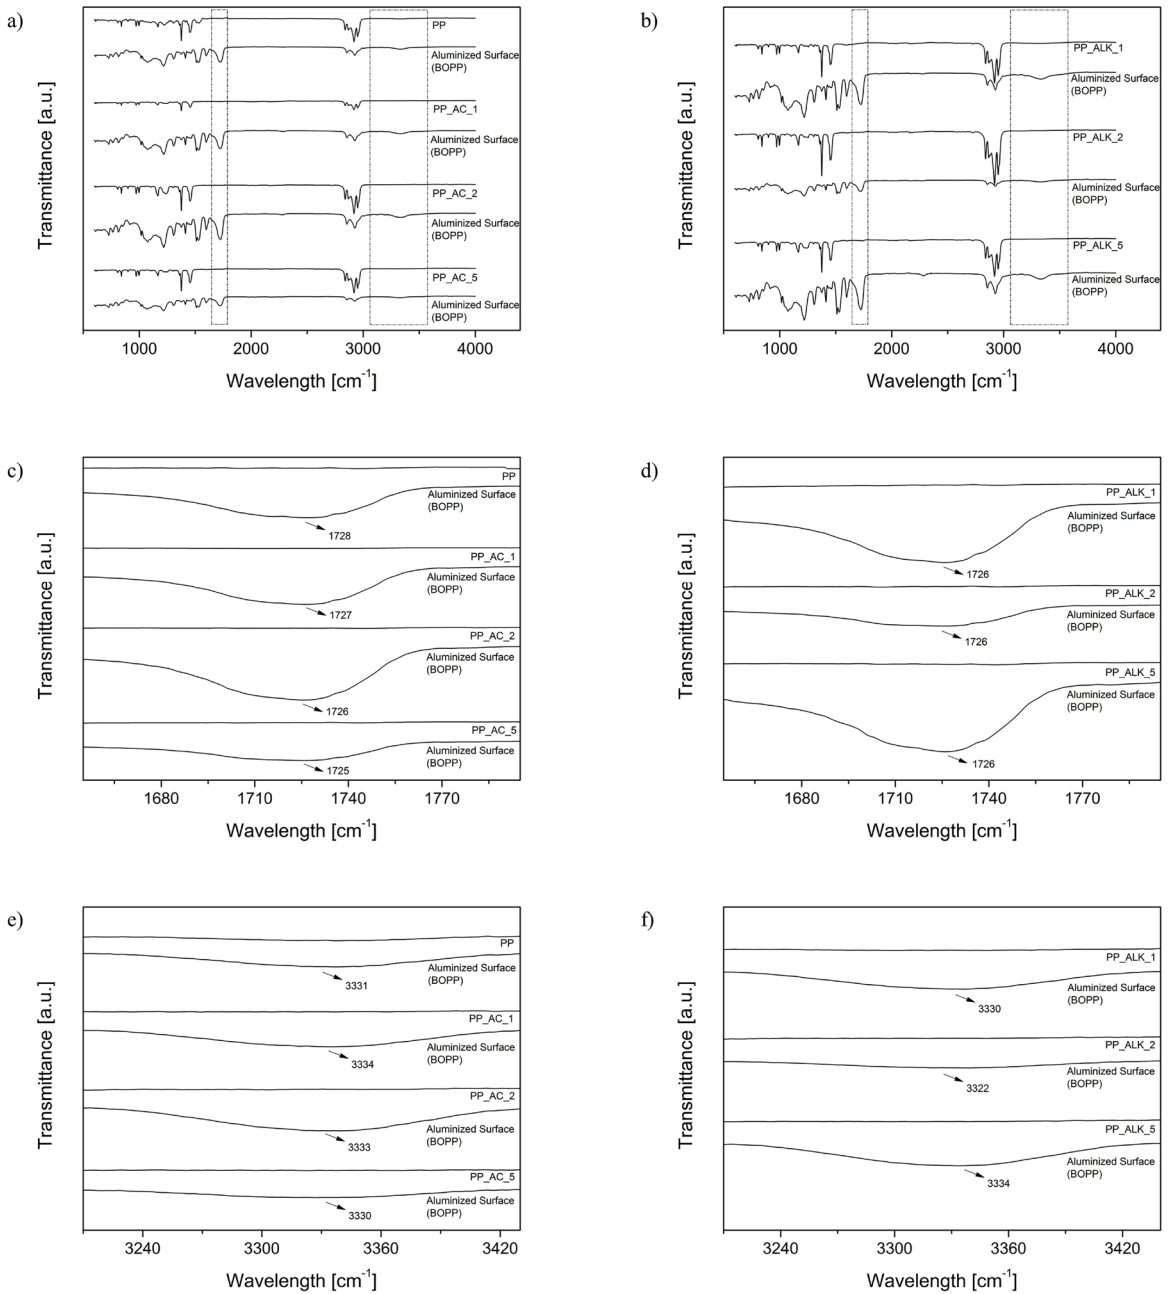 a)
Transmittance [a.u.]
PP
Aluminized Surface
(BOPP)
PP_AC_1
Aluminized Surface
(BOPP)
PP_AC_2
Aluminized Surface
(BOPP)
PP_AC_5
Aluminized Surface
(BOPP)
1000 2000 3000 4000
Wavelength [cm⁻¹]
b)
Transmittance [a.u.]
PP_ALK_1
Aluminized Surface
(BOPP)
PP_ALK_2
Aluminized Surface
(BOPP)
PP_ALK_5
Aluminized Surface
(BOPP)
1000 2000 3000 4000
Wavelength [cm⁻¹]
c)
Transmittance [a.u.]
PP
Aluminized Surface
(BOPP)
1728
PP_AC_1
Aluminized Surface
(BOPP)
1727
PP_AC_2
Aluminized Surface
(BOPP)
1726
PP_AC_5
Aluminized Surface
(BOPP)
1725
1680 1710 1740 1770
Wavelength [cm⁻¹]
d)
Transmittance [a.u.]
PP_ALK_1
Aluminized Surface
(BOPP)
1726
PP_ALK_2
Aluminized Surface
(BOPP)
1726
PP_ALK_5
Aluminized Surface
(BOPP)
1726
1680 1710 1740 1770
Wavelength [cm⁻¹]
e)
Transmittance [a.u.]
PP
Aluminized Surface
(BOPP)
3331
PP_AC_1
Aluminized Surface
(BOPP)
3334
PP_AC_2
Aluminized Surface
(BOPP)
3333
PP_AC_5
Aluminized Surface
(BOPP)
3330
3240 3300 3360 3420
Wavelength [cm⁻¹]
f)
Transmittance [a.u.]
PP_ALK_1
Aluminized Surface
(BOPP)
3330
PP_ALK_2
Aluminized Surface
(BOPP)
3322
PP_ALK_5
Aluminized Surface
(BOPP)
3334
3240 3300 3360 3420
Wavelength [cm⁻¹]